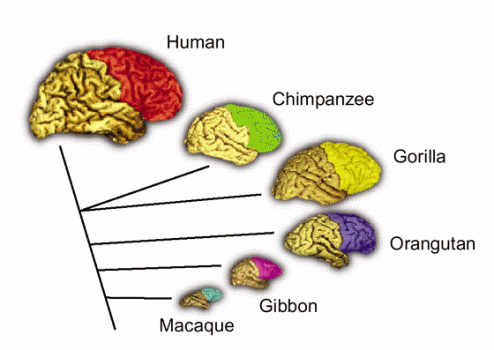 Human
Chimpanzee
Gorilla
Orangutan
Gibbon
Macaque